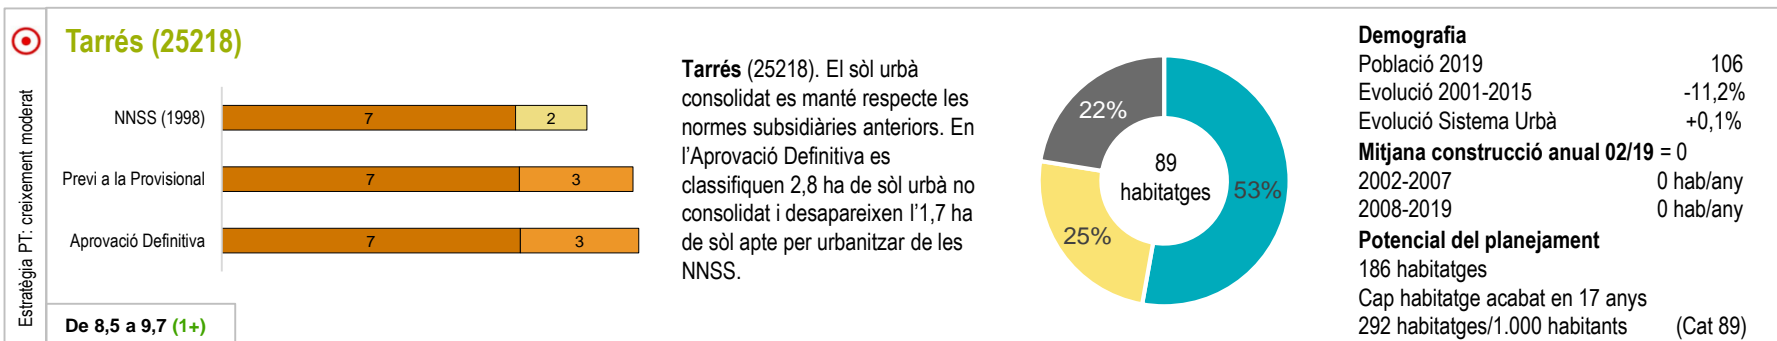 Estratègia PT: creixement moderat
Tarrés (25218)
NNSS (1998)
7
2
Previ a la Provisional
7
3
Aprovació Definitiva
7
3
De 8,5 a 9,7 (1+)
Tarrés (25218). El sòl urbà
consolidat es manté respecte les
normes subsidiàries anteriors. En
l’Aprovació Definitiva es
classifiquen 2,8 ha de sòl urbà no
consolidat i desapareixen l’1,7 ha
de sòl apte per urbanitzar de les
NNSS.
22%
89
habitatges
53%
25%
Demografia
Població 2019 106
Evolució 2001-2015 -11,2%
Evolució Sistema Urbà +0,1%
Mitjana construcció anual 02/19 = 0
2002-2007 0 hab/any
2008-2019 0 hab/any
Potencial del planejament
186 habitatges
Cap habitatge acabat en 17 anys
292 habitatges/1.000 habitants (Cat 89)